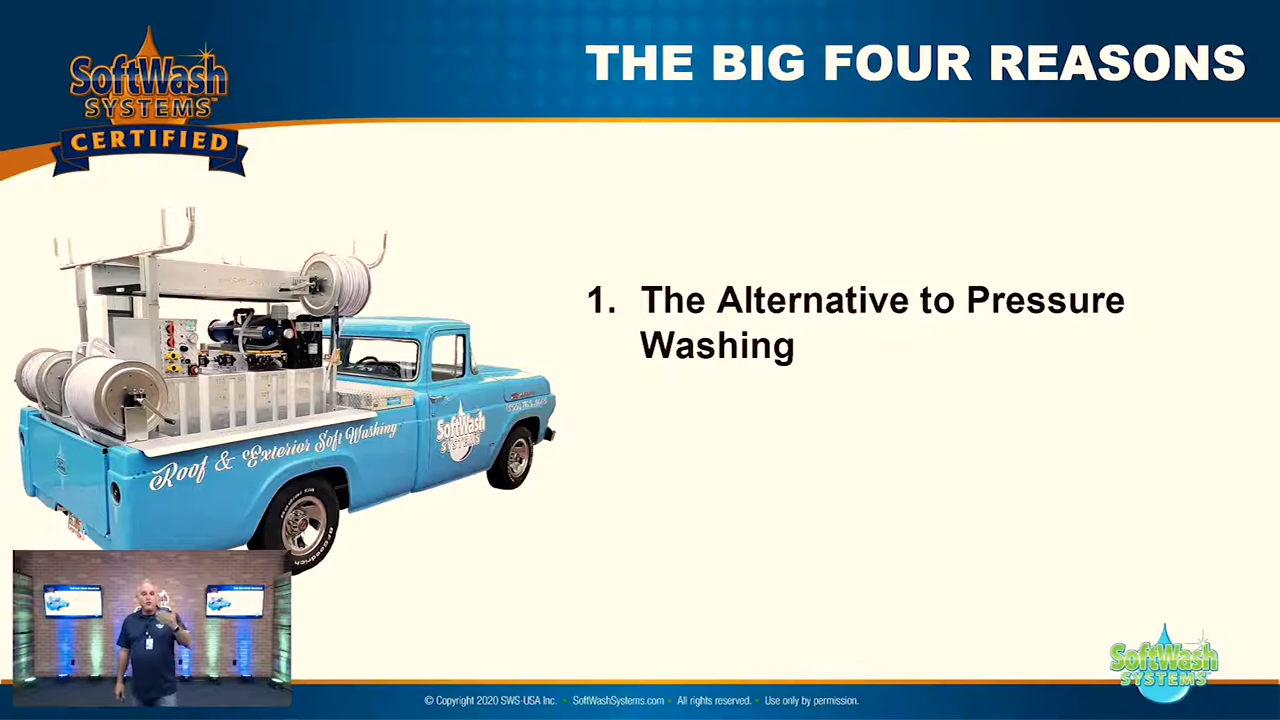 SoftWash
SYSTEMS
CERTIFIED
THE BIG FOUR REASONS
1. The Alternative to Pressure
Washing
Roof & Exterior Soft Washing
SoftWash
SYSTEMS
SoftWash
SYSTEMS
© Copyright 2020 SWS-USA Inc. • SoftWashSystems.com • All rights reserved. • Use only by permission.